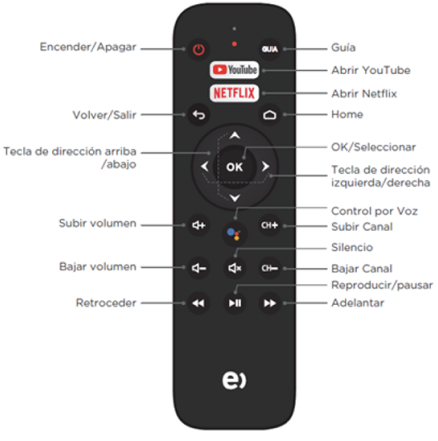 Encender/Apagar
GUIA
Guía
YouTube
Abrir YouTube
NETFLIX
Abrir Netflix
Volver/Salir
Home
Tecla de dirección arriba
/abajo
OK
OK/Seleccionar
Tecla de dirección
izquierda/derecha
Control por Voz
Subir volumen
CH+
Subir Canal
Silencio
Bajar volumen
CH-
Bajar Canal
Reproducir/pausar
Retroceder
Adelantar
e)